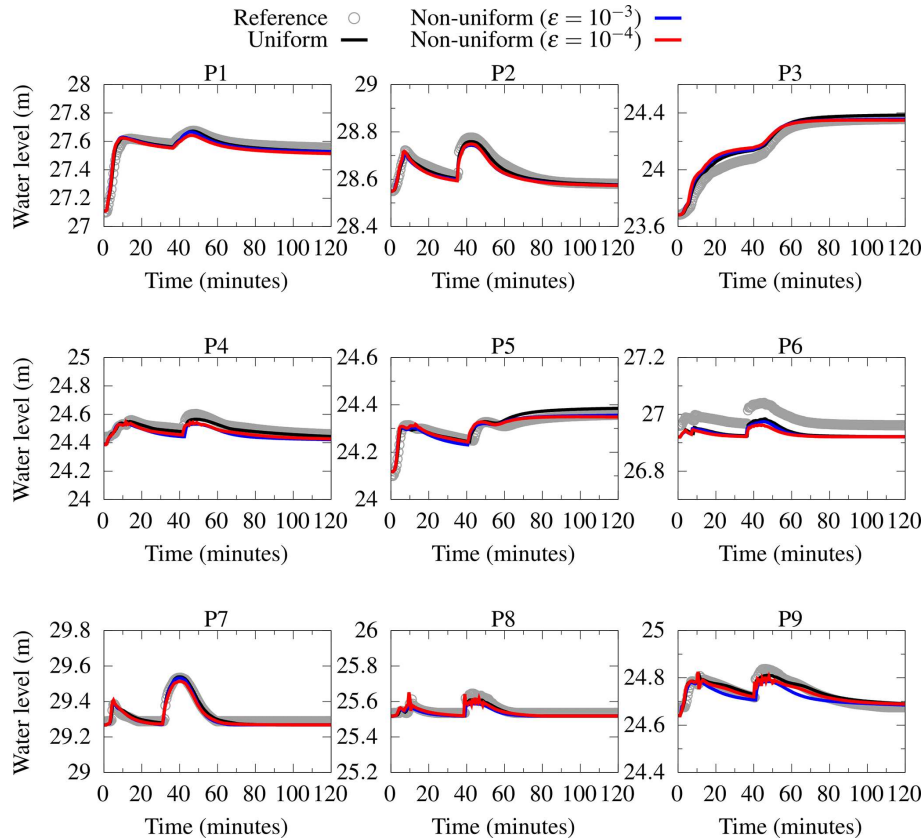 Reference Non-uniform (ε = 10⁻³)
Uniform Non-uniform (ε = 10⁻⁴)
P1 P2 P3
Water level (m)
28
27.8
27.6
27.4
27.2
27
29
28.8
28.6
28.4
24.4
24
23.6
0 20 40 60 80 100 120 0 20 40 60 80 100 120 0 20 40 60 80 100 120
Time (minutes) Time (minutes) Time (minutes)
P4 P5 P6
Water level (m)
25
24.8
24.6
24.4
24.2
24
24.6
24.4
24.2
24
27.2
27
26.8
0 20 40 60 80 100 120 0 20 40 60 80 100 120 0 20 40 60 80 100 120
Time (minutes) Time (minutes) Time (minutes)
P7 P8 P9
Water level (m)
29.8
29.6
29.4
29.2
29
26
25.8
25.6
25.4
25.2
25
24.8
24.6
24.4
0 20 40 60 80 100 120 0 20 40 60 80 100 120 0 20 40 60 80 100 120
Time (minutes) Time (minutes) Time (minutes)